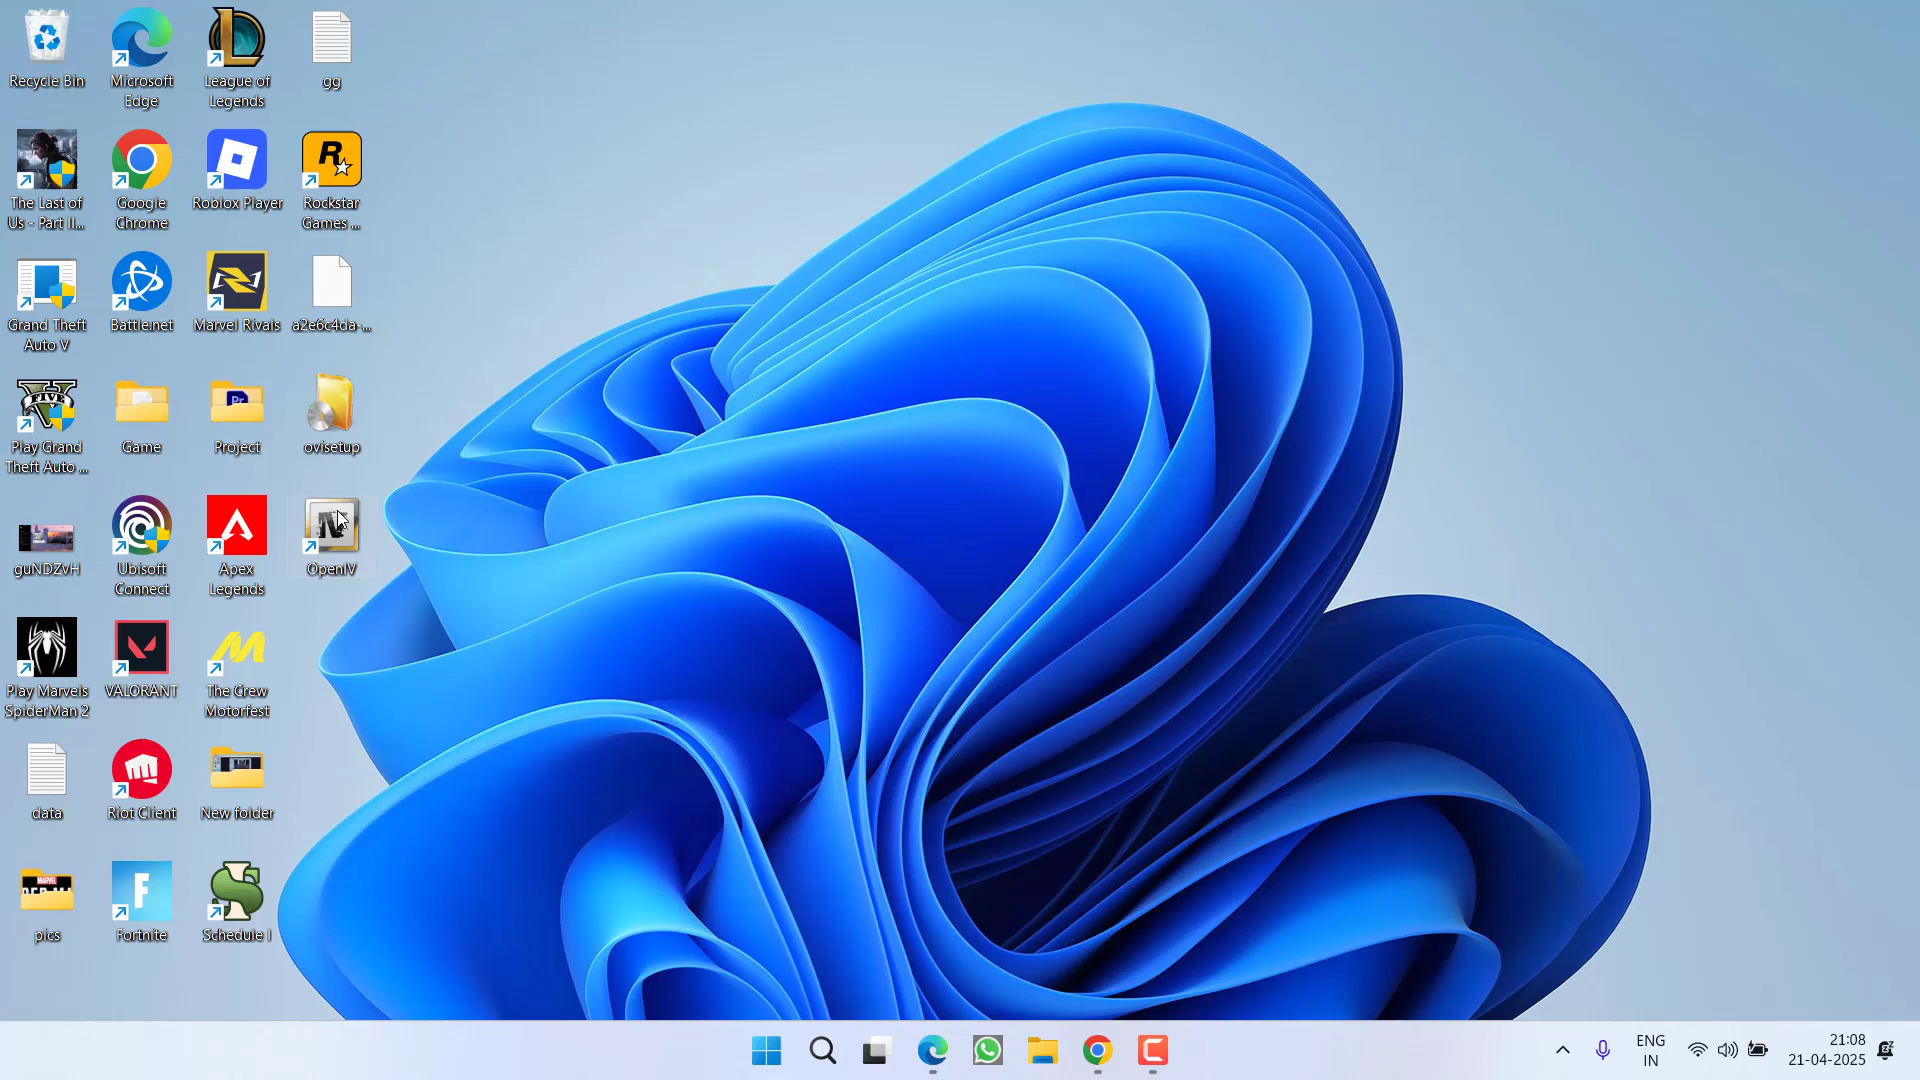 Recycle Bin
Microsoft
Edge
League of
Legends
gg
The Last of
Us - Part II...
Google
Chrome
Roblox Player
Rockstar
Games ...
Grand Theft
Auto V
Battle.net
Marvel Rivals
a2e6c4da-...
Play Grand
Theft Auto ...
Game
Project
ovisetup
guNDZvH
Ubisoft
Connect
Apex
Legends
OpenIV
Play Marvels
SpiderMan 2
VALORANT
The Crew
Motorfest
data
Riot Client
New folder
pics
Fortnite
Schedule I
ENG
IN
21:08
21-04-2025